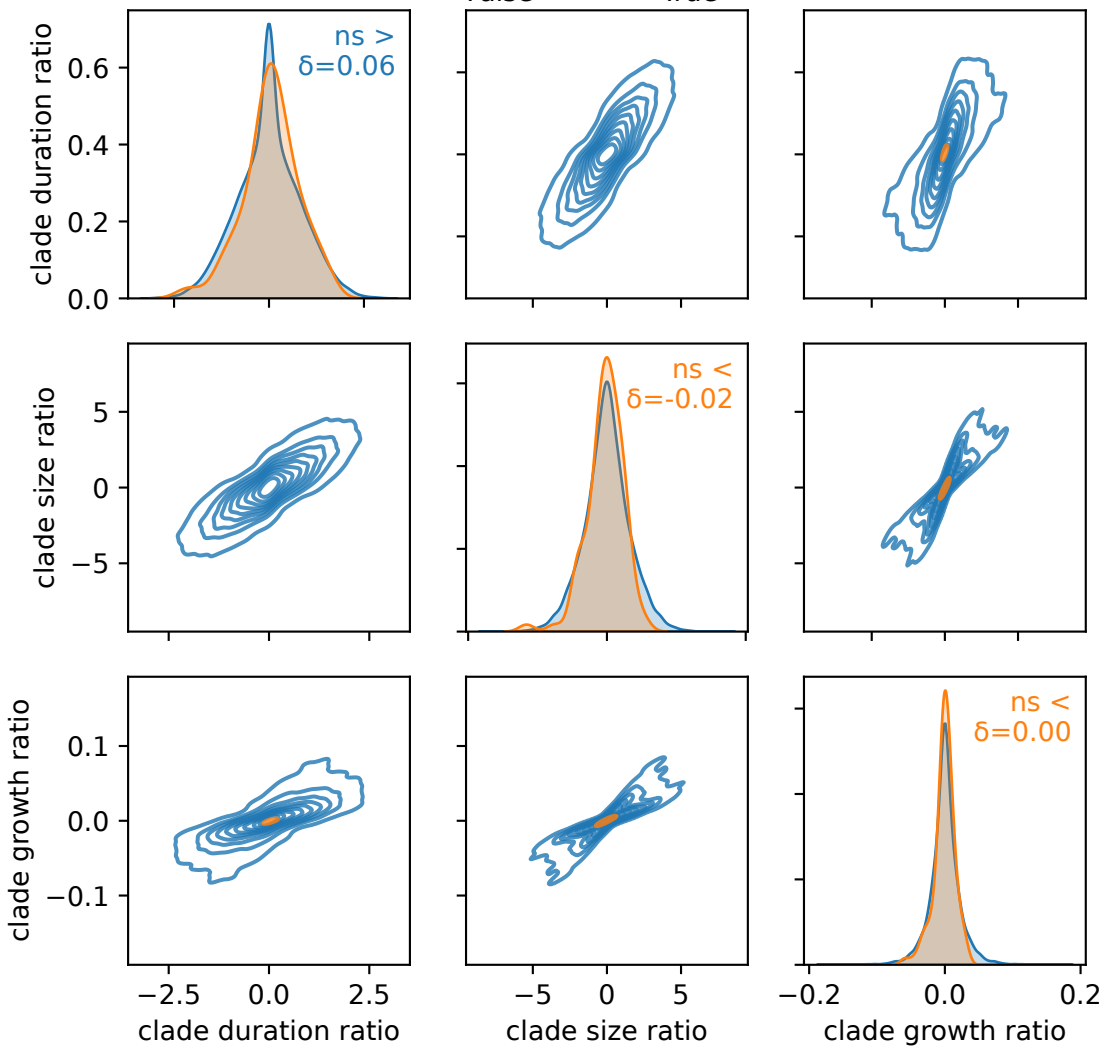 clade duration ratio
0.6
0.4
0.2
0.0
ns >
δ=0.06
clade size ratio
5
0
−5
−5 0 5
ns <
δ=-0.02
clade growth ratio
0.1
0.0
−0.1
ns <
δ=0.00
−2.5 0.0 2.5
−5 0 5
−0.2 0.0 0.2
clade duration ratio
clade size ratio
clade growth ratio